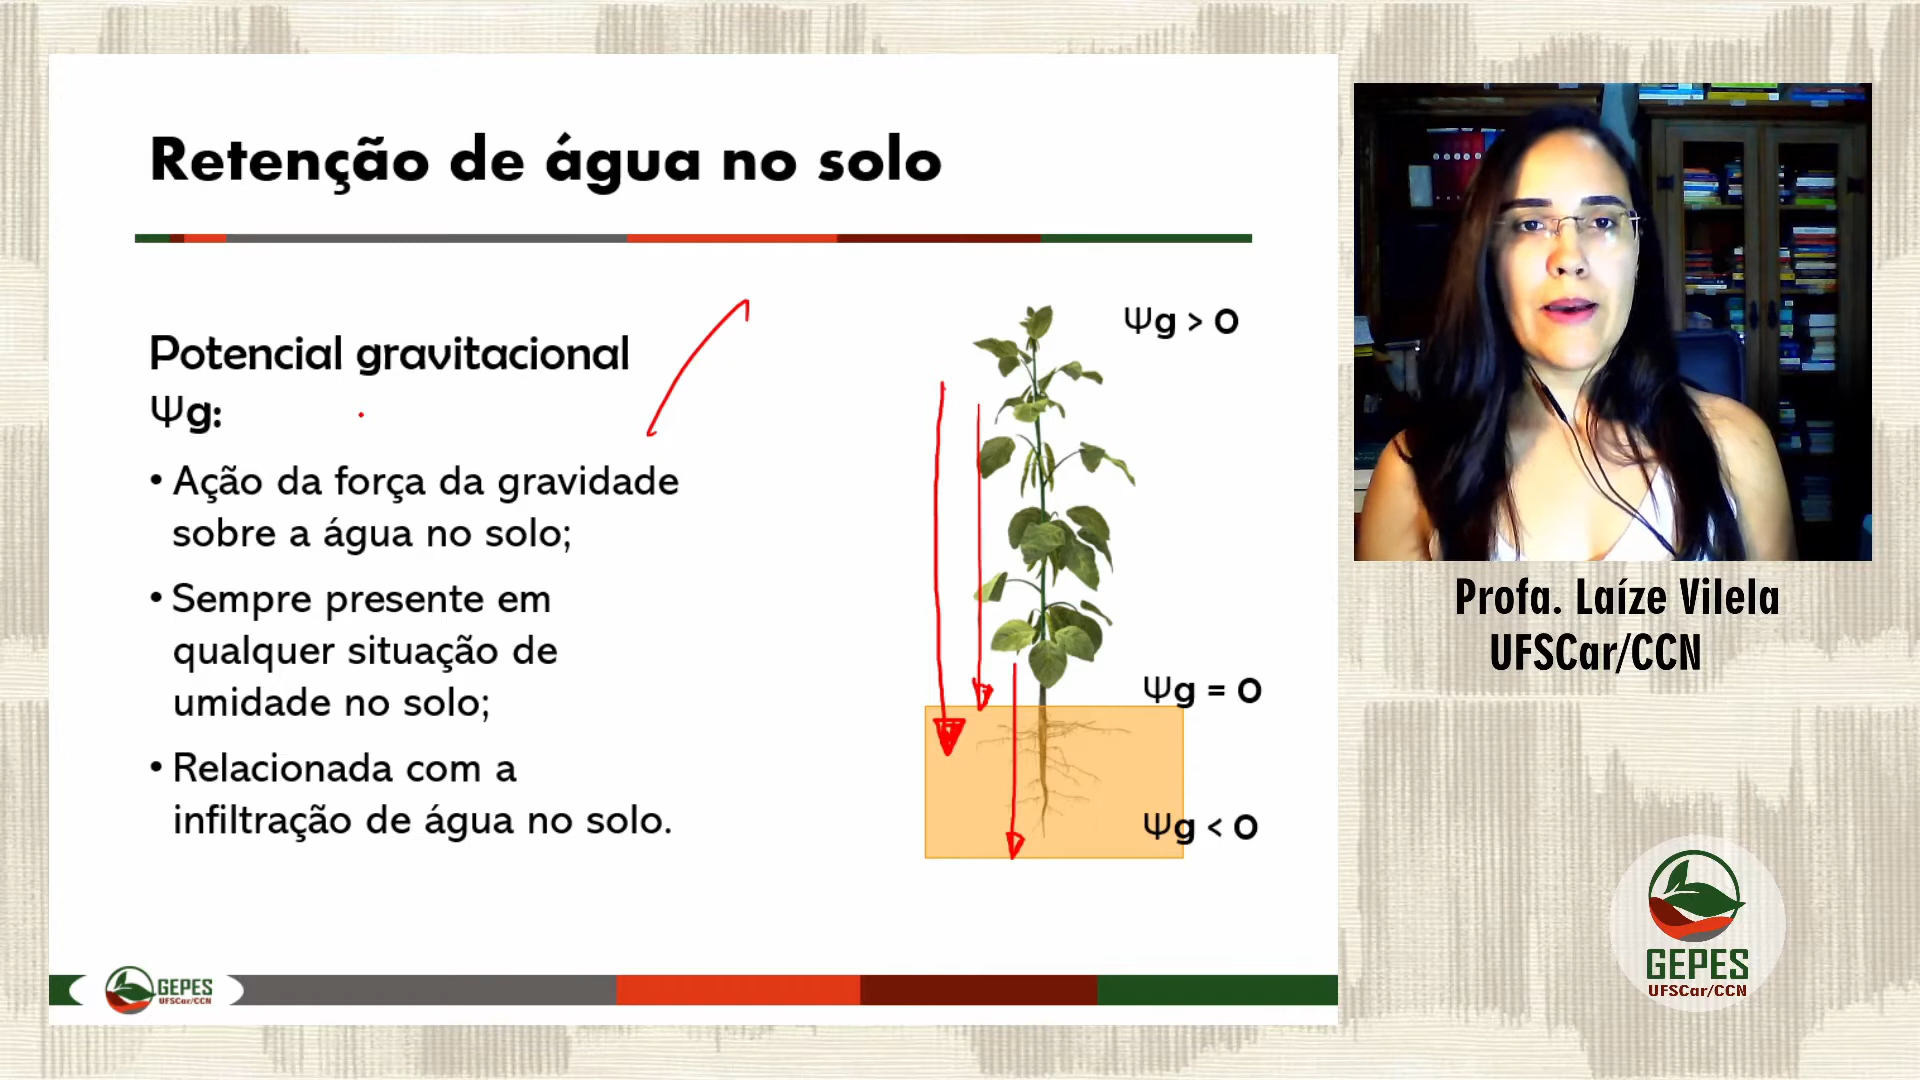 Retenção de água no solo
Potencial gravitacional
Ψg:
• Ação da força da gravidade
sobre a água no solo;
• Sempre presente em
qualquer situação de
umidade no solo;
• Relacionada com a
infiltração de água no solo.
Ψg > 0
Ψg = 0
Ψg < 0
GEPES
UFSCar/CCN
Profa. Laíze Vilela
UFSCar/CCN
GEPES
UFSCar/CCN